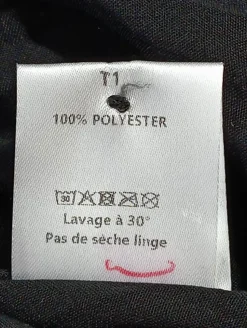 T1
100% POLYESTER
30
Lavage à 30°
Pas de sèche linge